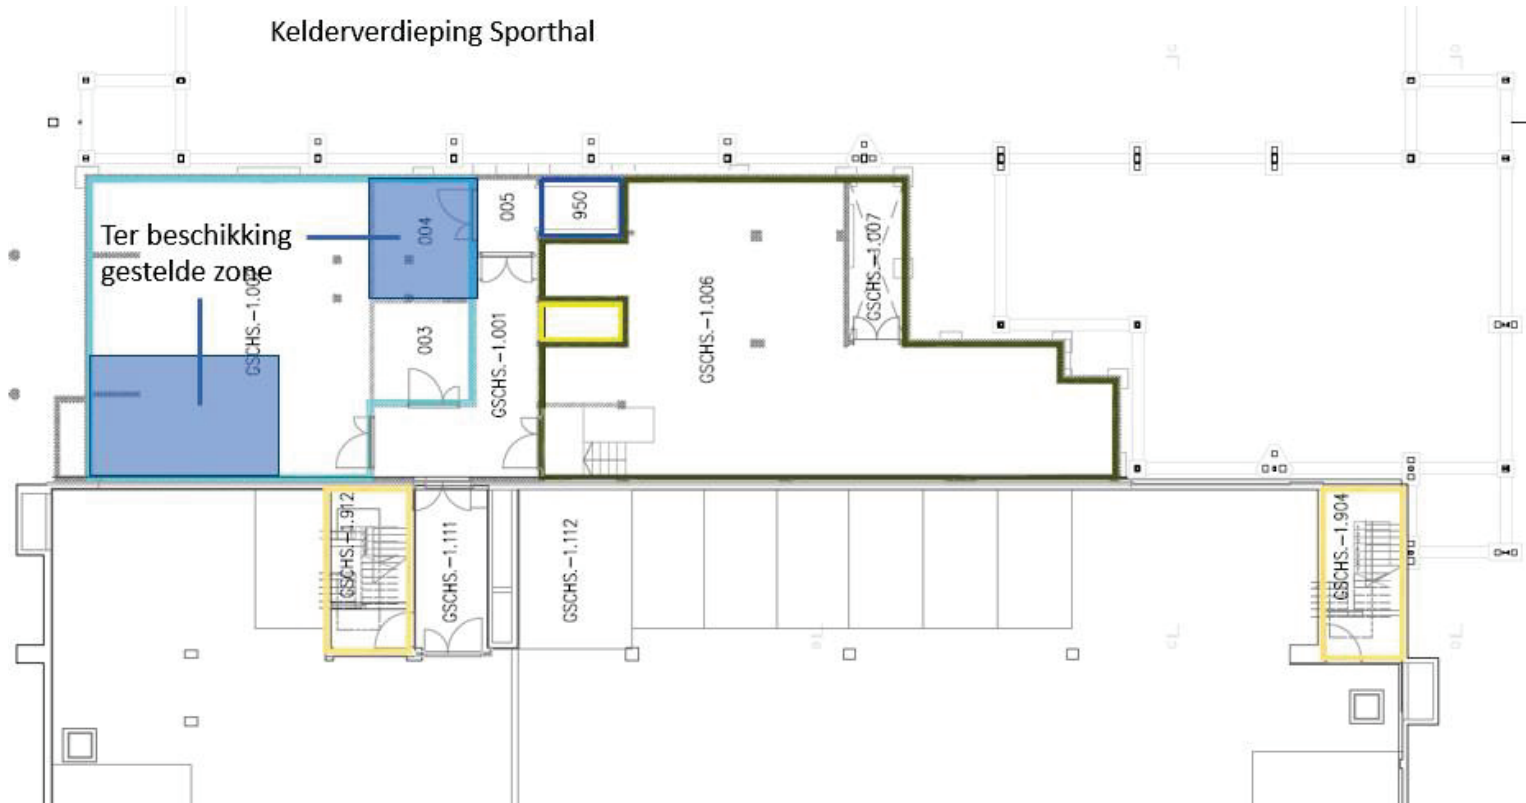 Kelderverdieping Sporthal
Ter beschikking
gestelde zone
004
005
950
003
GSCHS.-1.001
GSCHS.-1.006
GSCHS.-1.007
GSCHS.-1.912
GSCHS.-1.111
GSCHS.-1.112
GSCHS.-1.904